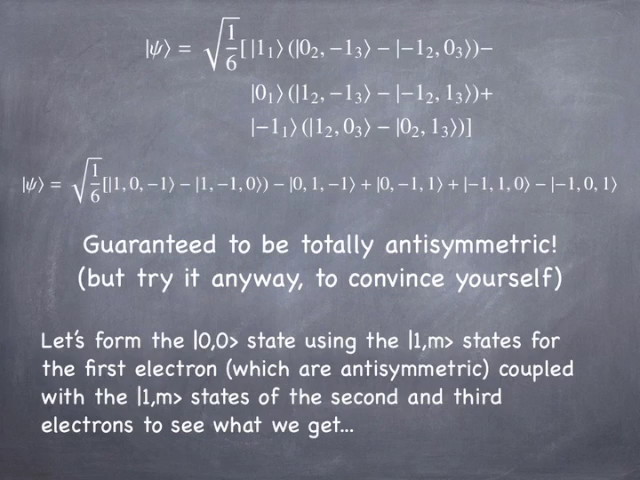 |ψ⟩ = √(1/6) [ |1₁⟩ (|0₂, −1₃⟩ − |−1₂, 0₃⟩)−
|0₁⟩ (|1₂, −1₃⟩ − |−1₂, 1₃⟩)+
|−1₁⟩ (|1₂, 0₃⟩ − |0₂, 1₃⟩)]
|ψ⟩ = √(1/6) [|1, 0, −1⟩ − |1, −1, 0⟩) − |0, 1, −1⟩ + |0, −1, 1⟩ + |−1, 1, 0⟩ − |−1, 0, 1⟩
Guaranteed to be totally antisymmetric!
(but try it anyway, to convince yourself)
Let's form the |0,0> state using the |1,m> states for
the first electron (which are antisymmetric) coupled
with the |1,m> states of the second and third
electrons to see what we get...